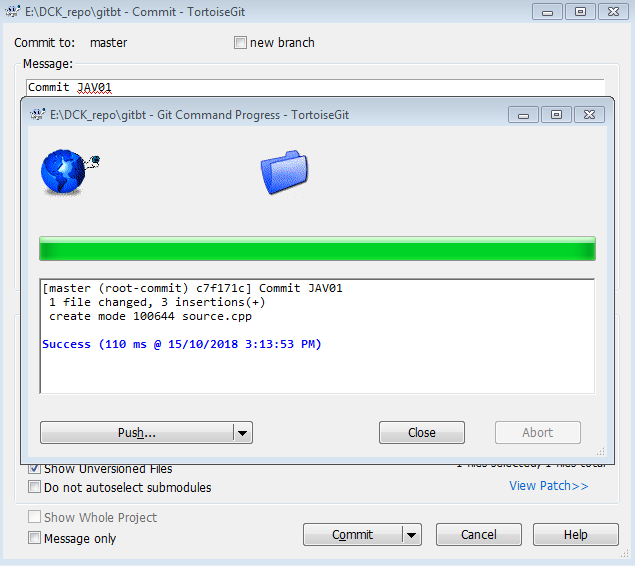 E:\DCK_repo\gitbt - Commit - TortoiseGit
Commit to: master new branch
Message:
Commit JAV01
E:\DCK_repo\gitbt - Git Command Progress - TortoiseGit
[master (root-commit) c7f171c] Commit JAV01
1 file changed, 3 insertions(+)
create mode 100644 source.cpp
Success (110 ms @ 15/10/2018 3:13:53 PM)
Push... Close Abort
Show Unversioned Files 1 files selected, 1 files total
Do not autoselect submodules View Patch>>
Show Whole Project
Message only Commit Cancel Help